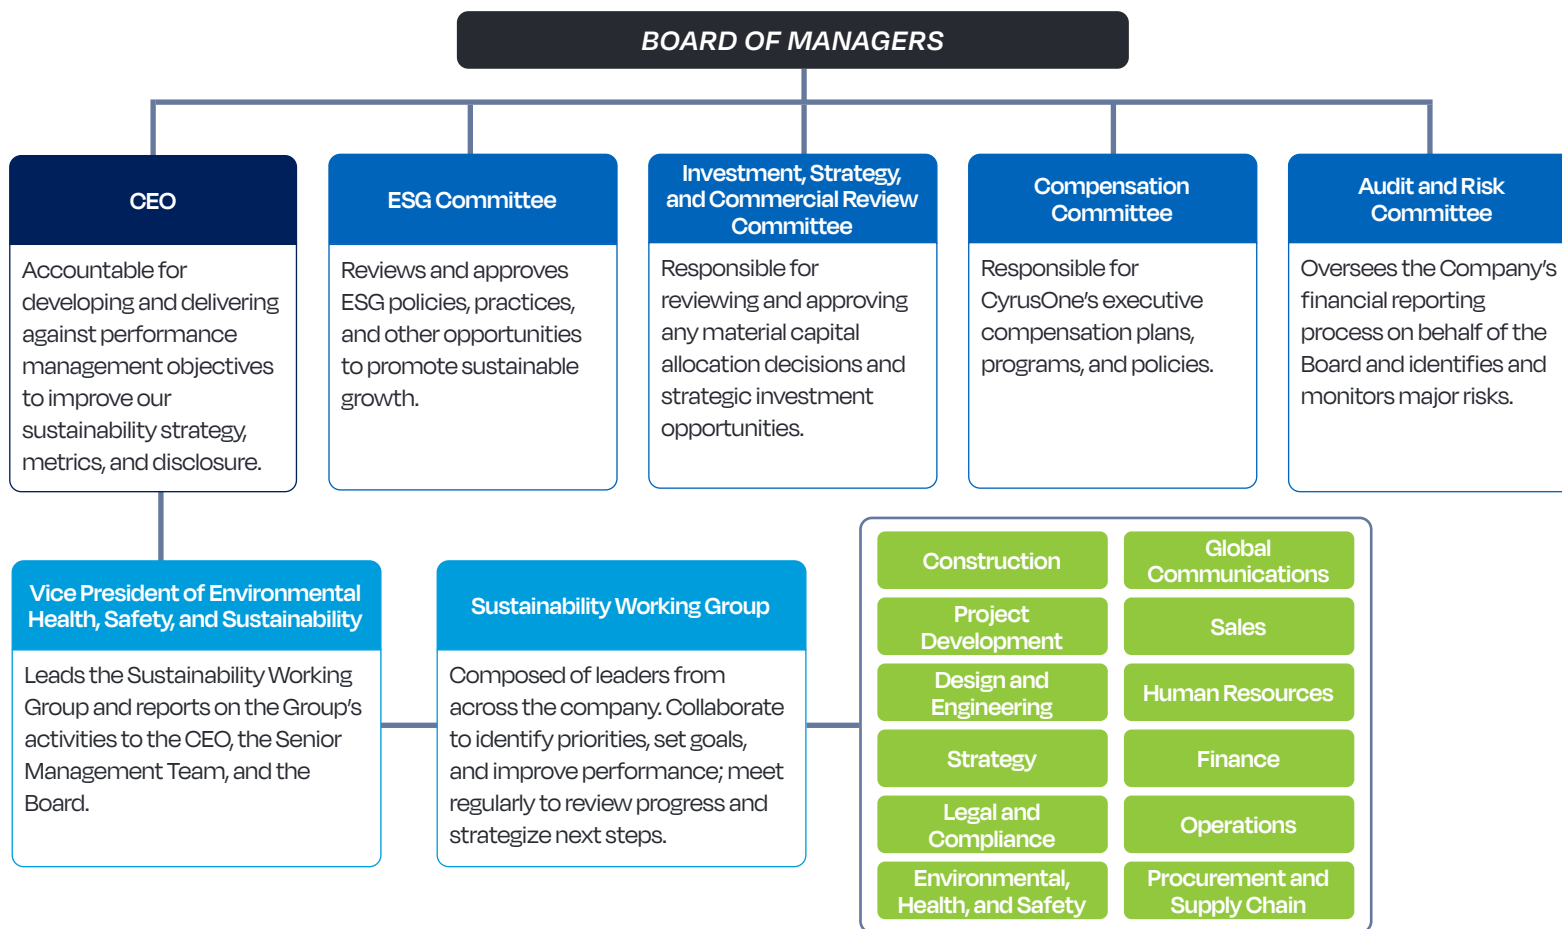 BOARD OF MANAGERS
CEO
Accountable for
developing and delivering
against performance
management objectives
to improve our
sustainability strategy,
metrics, and disclosure.
ESG Committee
Reviews and approves
ESG policies, practices,
and other opportunities
to promote sustainable
growth.
Investment, Strategy,
and Commercial Review
Committee
Responsible for
reviewing and approving
any material capital
allocation decisions and
strategic investment
opportunities.
Compensation
Committee
Responsible for
CyrusOne’s executive
compensation plans,
programs, and policies.
Audit and Risk
Committee
Oversees the Company’s
financial reporting
process on behalf of the
Board and identifies and
monitors major risks.
Vice President of Environmental
Health, Safety, and Sustainability
Leads the Sustainability Working
Group and reports on the Group’s
activities to the CEO, the Senior
Management Team, and the
Board.
Sustainability Working Group
Composed of leaders from
across the company. Collaborate
to identify priorities, set goals,
and improve performance; meet
regularly to review progress and
strategize next steps.
Construction
Global
Communications
Project
Development
Sales
Design and
Engineering
Human Resources
Strategy
Finance
Legal and
Compliance
Operations
Environmental,
Health, and Safety
Procurement and
Supply Chain